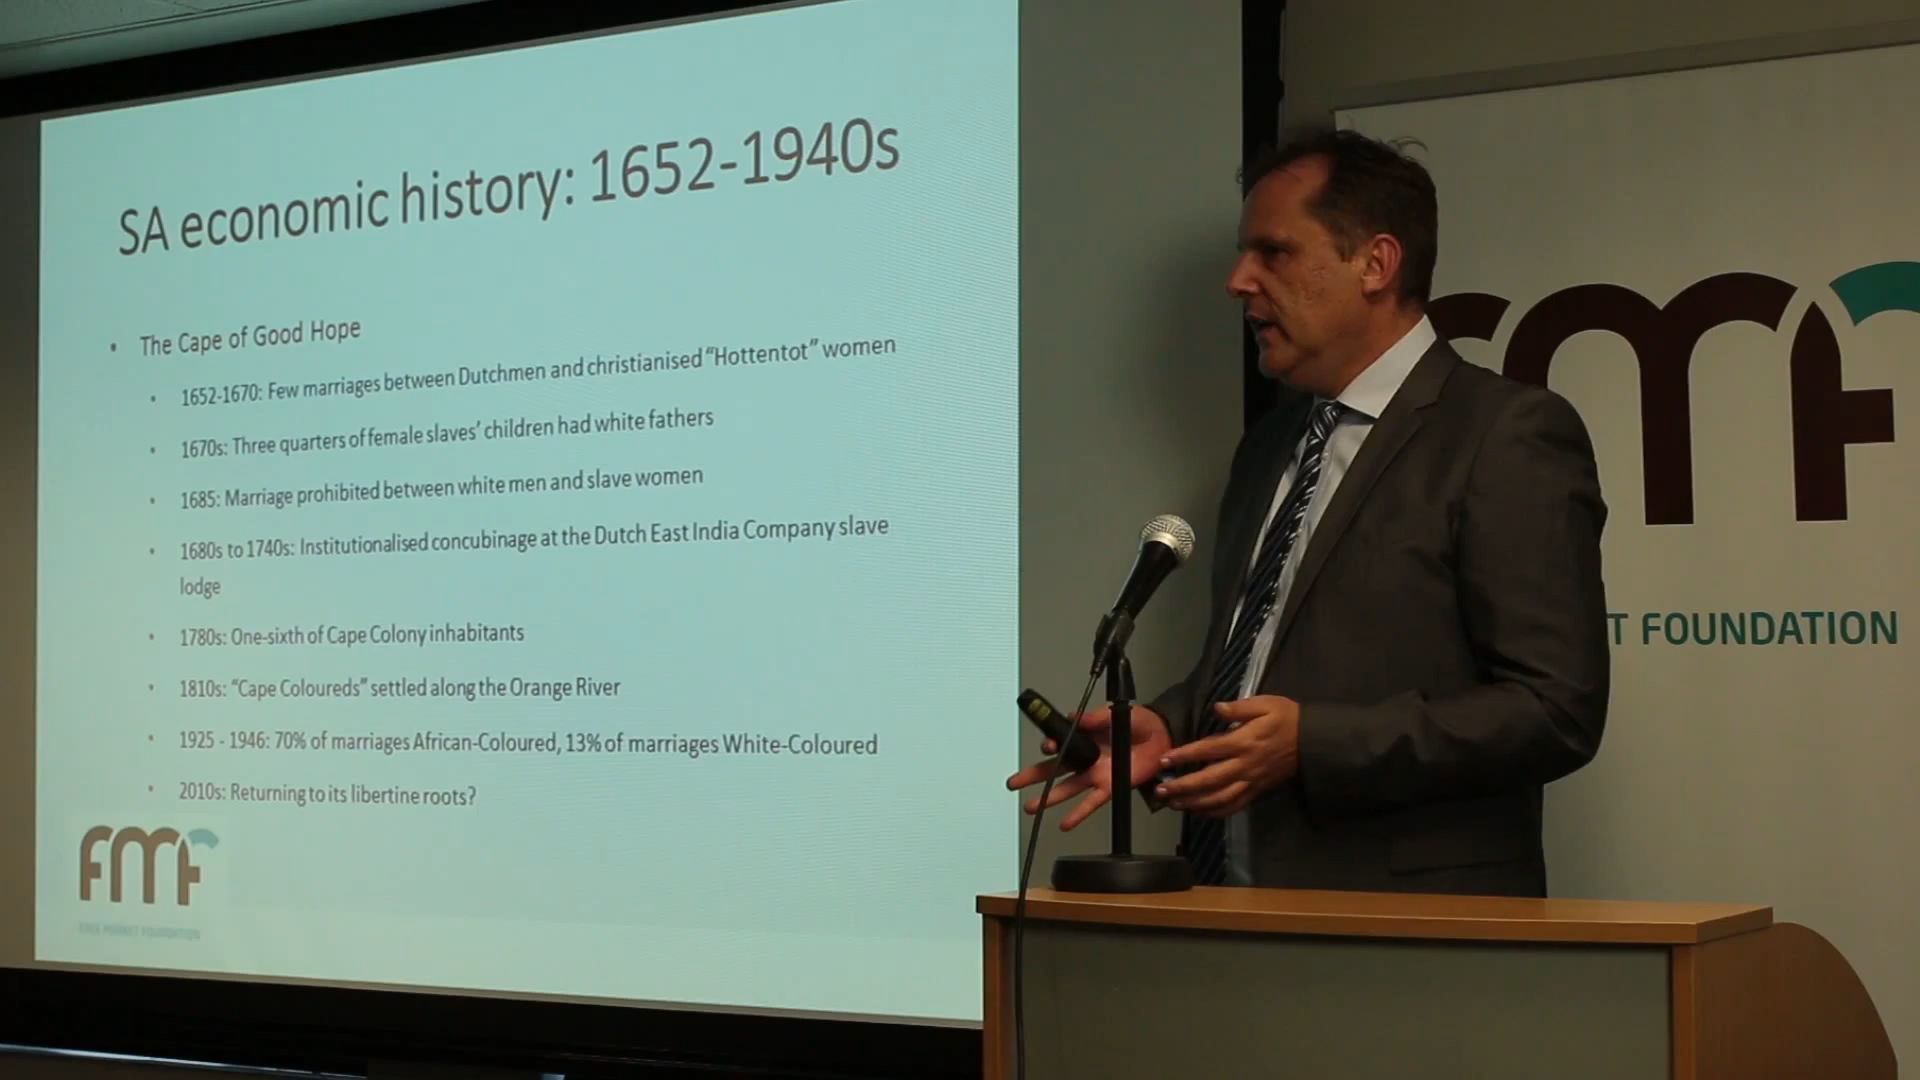 SA economic history: 1652-1940s
• The Cape of Good Hope
• 1652-1670: Few marriages between Dutchmen and christianised “Hottentot” women
• 1670s: Three quarters of female slaves’ children had white fathers
• 1685: Marriage prohibited between white men and slave women
• 1680s to 1740s: Institutionalised concubinage at the Dutch East India Company slave
lodge
• 1780s: One-sixth of Cape Colony inhabitants
• 1810s: “Cape Coloureds” settled along the Orange River
• 1925 - 1946: 70% of marriages African-Coloured, 13% of marriages White-Coloured
• 2010s: Returning to its libertine roots?
FMF
FREE MARKET FOUNDATION
FMF
T FOUNDATION